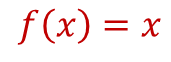 f(x) = x